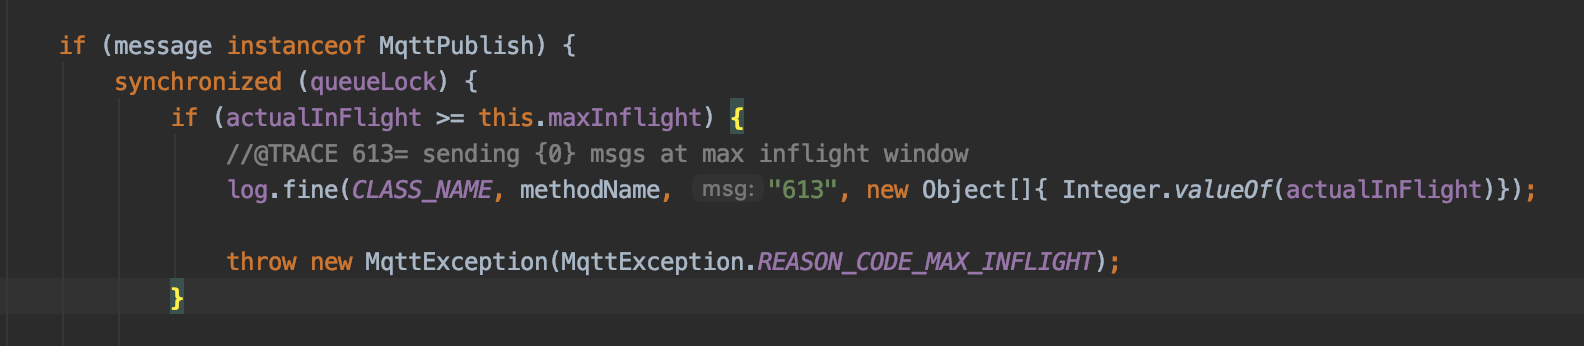 if (message instanceof MqttPublish) {
synchronized (queueLock) {
if (actualInFlight >= this.maxInflight) {
//@TRACE 613= sending {0} msgs at max inflight window
log.fine(CLASS_NAME, methodName, msg: "613", new Object[]{ Integer.valueOf(actualInFlight)});
throw new MqttException(MqttException.REASON_CODE_MAX_INFLIGHT);
}